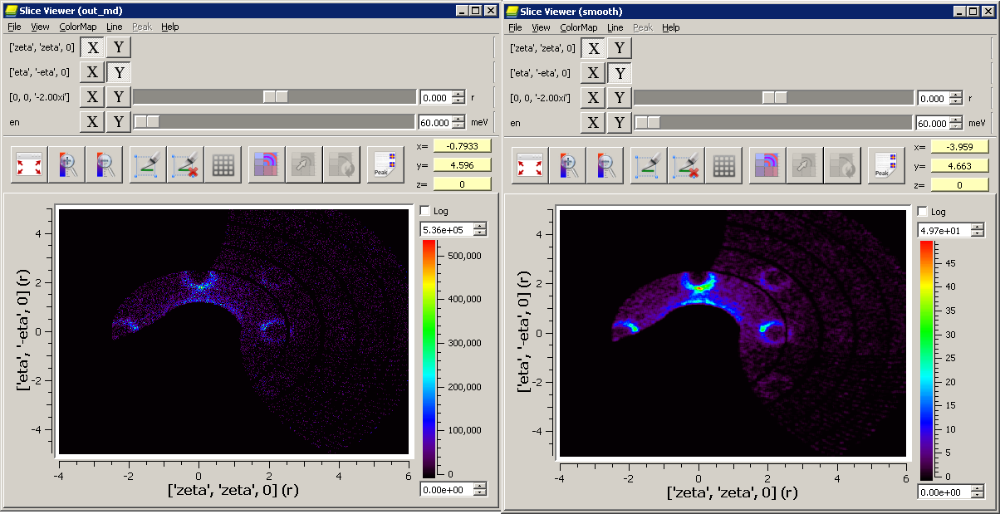 Slice Viewer (out_md)
File View ColorMap Line Peak Help
['zeta', 'zeta', 0] X Y
['eta', '-eta', 0] X Y
[0, 0, '-2.00xi'] X Y 0.000 r
en X Y 60.000 meV
Peak
x= -0.7933
y= 4.596
z= 0
Log
5.36e+05
500,000
400,000
300,000
200,000
100,000
0
0.00e+00
['eta', '-eta', 0] (r)
4
2
0
-2
-4
-4 -2 0 2 4 6
['zeta', 'zeta', 0] (r)
Slice Viewer (smooth)
File View ColorMap Line Peak Help
['zeta', 'zeta', 0] X Y
['eta', '-eta', 0] X Y
[0, 0, '-2.00xi'] X Y 0.000 r
en X Y 60.000 meV
Peak
x= -3.959
y= 4.663
z= 0
Log
4.97e+01
45
40
35
30
25
20
15
10
5
0
0.00e+00
['eta', '-eta', 0] (r)
4
2
0
-2
-4
-4 -2 0 2 4 6
['zeta', 'zeta', 0] (r)